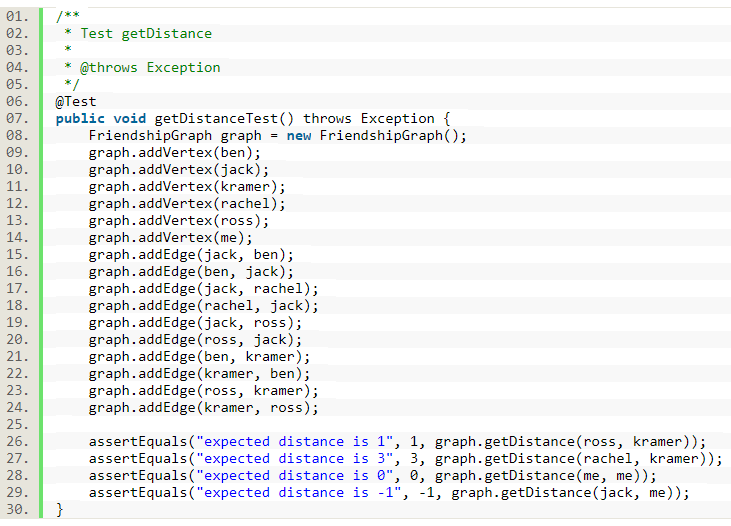 01. /**
02.  * Test getDistance
03.  *
04.  * @throws Exception
05.  */
06. @Test
07. public void getDistanceTest() throws Exception {
08.     FriendshipGraph graph = new FriendshipGraph();
09.     graph.addVertex(ben);
10.     graph.addVertex(jack);
11.     graph.addVertex(kramer);
12.     graph.addVertex(rachel);
13.     graph.addVertex(ross);
14.     graph.addVertex(me);
15.     graph.addEdge(jack, ben);
16.     graph.addEdge(ben, jack);
17.     graph.addEdge(jack, rachel);
18.     graph.addEdge(rachel, jack);
19.     graph.addEdge(jack, ross);
20.     graph.addEdge(ross, jack);
21.     graph.addEdge(ben, kramer);
22.     graph.addEdge(kramer, ben);
23.     graph.addEdge(ross, kramer);
24.     graph.addEdge(kramer, ross);
25.
26.     assertEquals("expected distance is 1", 1, graph.getDistance(ross, kramer));
27.     assertEquals("expected distance is 3", 3, graph.getDistance(rachel, kramer));
28.     assertEquals("expected distance is 0", 0, graph.getDistance(me, me));
29.     assertEquals("expected distance is -1", -1, graph.getDistance(jack, me));
30. }